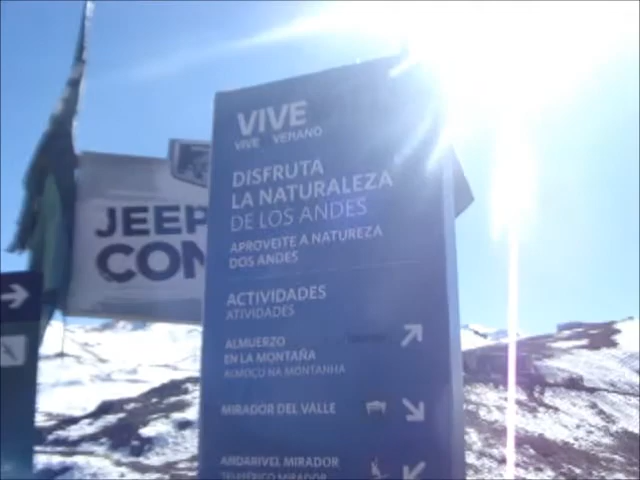 VIVE
VIVE VERANO
DISFRUTA
LA NATURALEZA
DE LOS ANDES
APROVEITE A NATUREZA
DOS ANDES
ACTIVIDADES
ATIVIDADES
ALMUERZO
EN LA MONTAÑA
ALMOÇO NA MONTANHA
MIRADOR DEL VALLE
ANDARIVEL MIRADOR
TELEFÉRICO MIRADOR
JEEP
CON